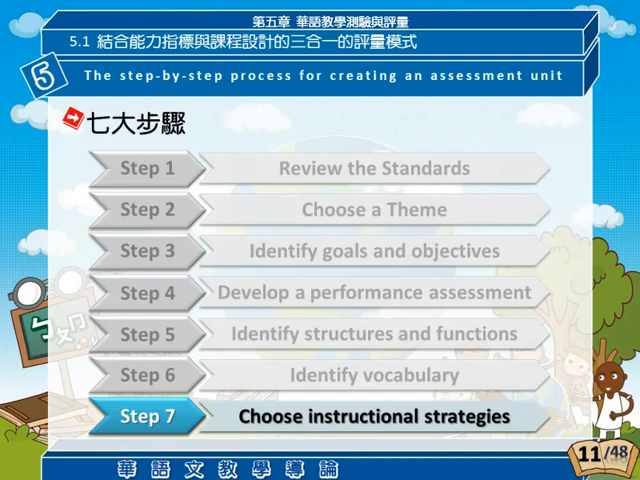 第五章 華語教學測驗與評量
5.1 結合能力指標與課程設計的三合一的評量模式
5
The step-by-step process for creating an assessment unit
七大步驟
Step 1 Review the Standards
Step 2 Choose a Theme
Step 3 Identify goals and objectives
Step 4 Develop a performance assessment
Step 5 Identify structures and functions
Step 6 Identify vocabulary
Step 7 Choose instructional strategies
ㄅㄆㄇ
華語文教學導論
11/48